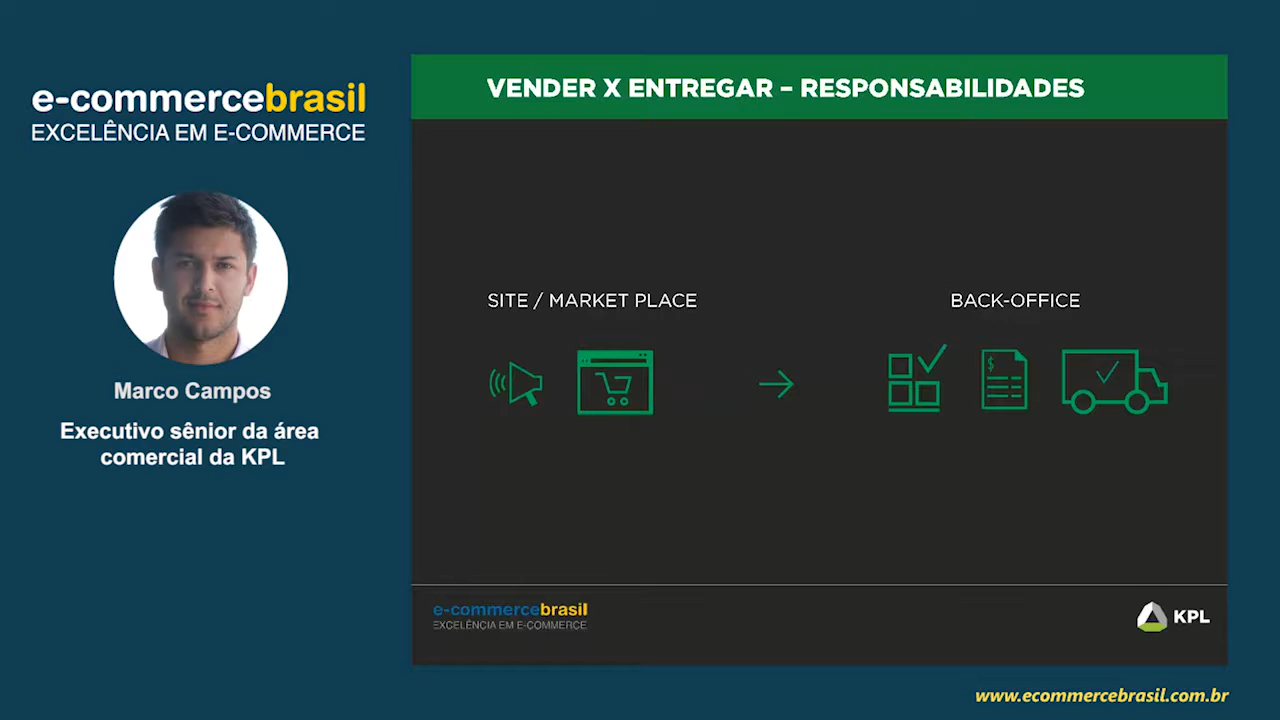 e-commercebrasil
EXCELÊNCIA EM E-COMMERCE
Marco Campos
Executivo sênior da área
comercial da KPL
VENDER X ENTREGAR – RESPONSABILIDADES
SITE / MARKET PLACE
BACK-OFFICE
$
e-commercebrasil
EXCELÊNCIA EM E-COMMERCE
KPL
www.ecommercebrasil.com.br